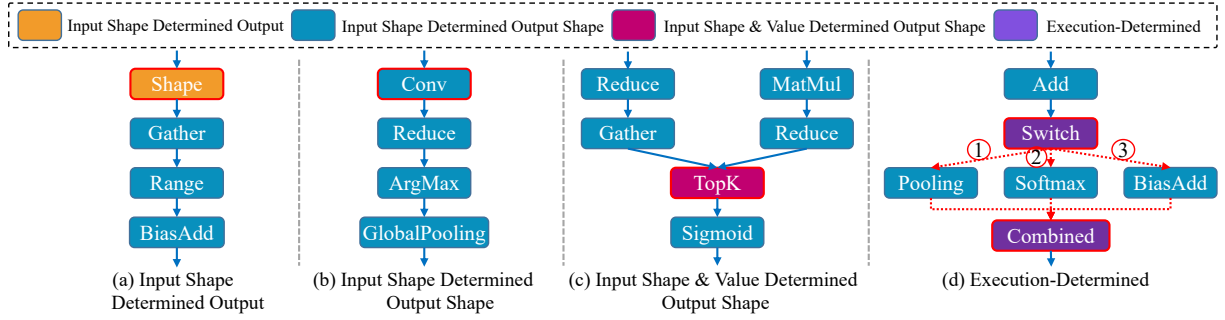 Input Shape Determined Output
Input Shape Determined Output Shape
Input Shape & Value Determined Output Shape
Execution-Determined
Shape
Gather
Range
BiasAdd
(a) Input Shape
Determined Output
Conv
Reduce
ArgMax
GlobalPooling
(b) Input Shape Determined
Output Shape
Reduce
MatMul
Gather
Reduce
TopK
Sigmoid
(c) Input Shape & Value Determined
Output Shape
Add
Switch
① ② ③
Pooling
Softmax
BiasAdd
Combined
(d) Execution-Determined